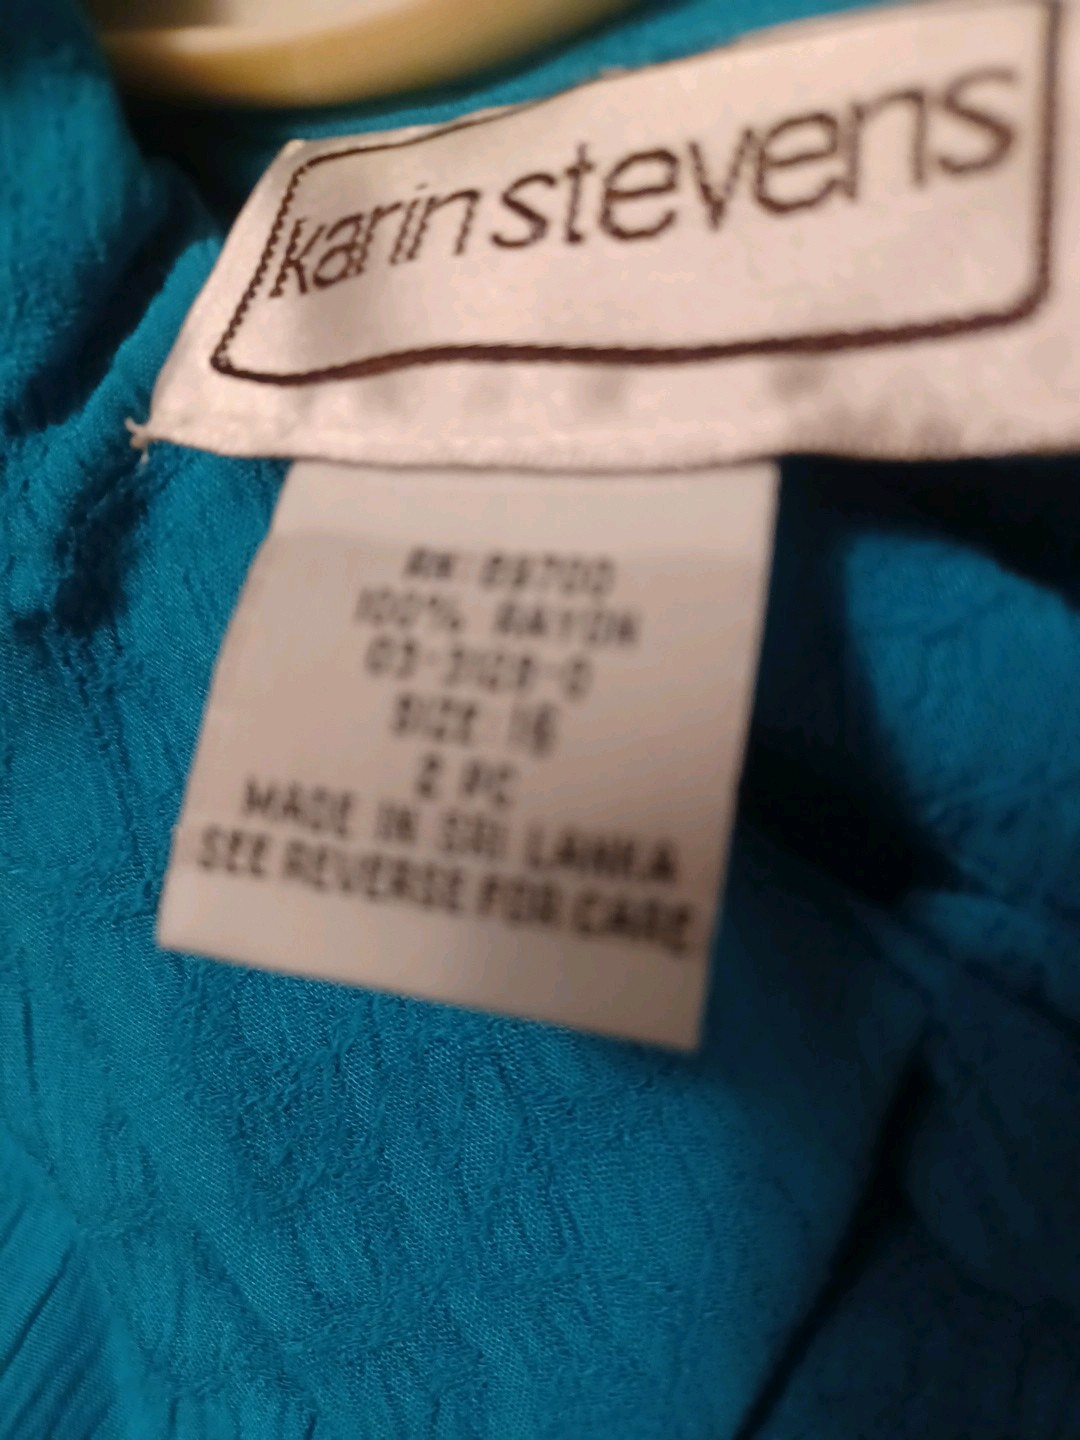 karin stevens
100% RAYON
SIZE: 16
2 PC
MADE IN SRI LANKA
SEE REVERSE FOR CARE